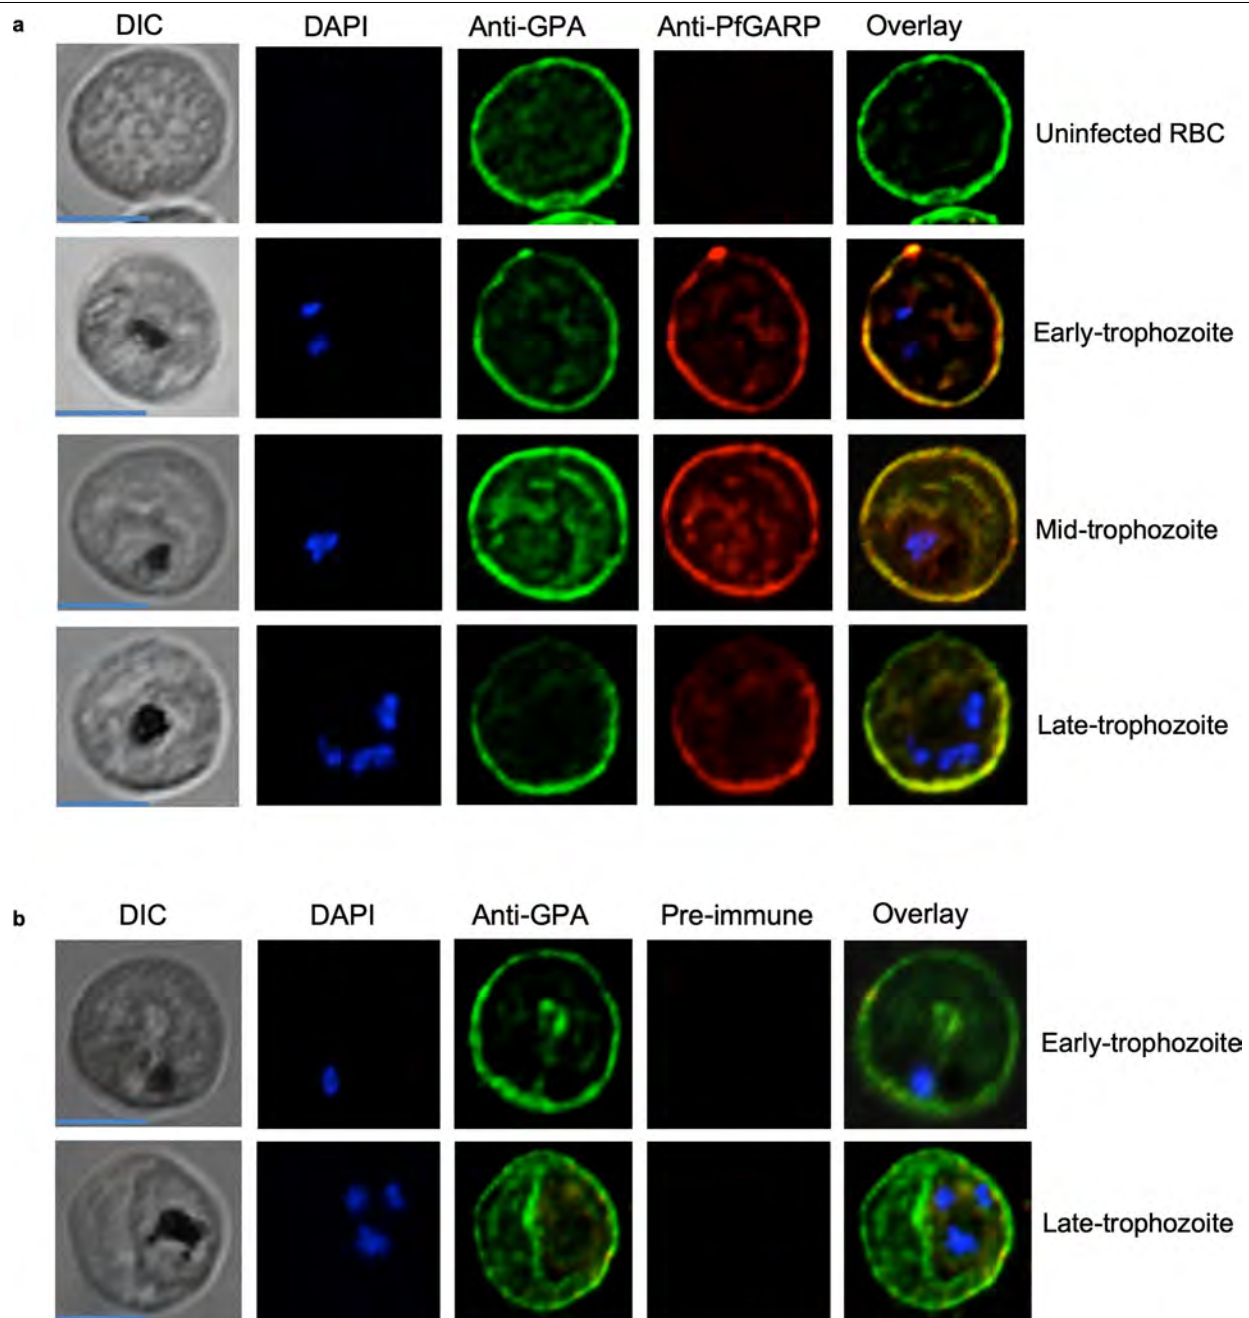 a DIC DAPI Anti-GPA Anti-PfGARP Overlay
Uninfected RBC
Early-trophozoite
Mid-trophozoite
Late-trophozoite
b DIC DAPI Anti-GPA Pre-immune Overlay
Early-trophozoite
Late-trophozoite